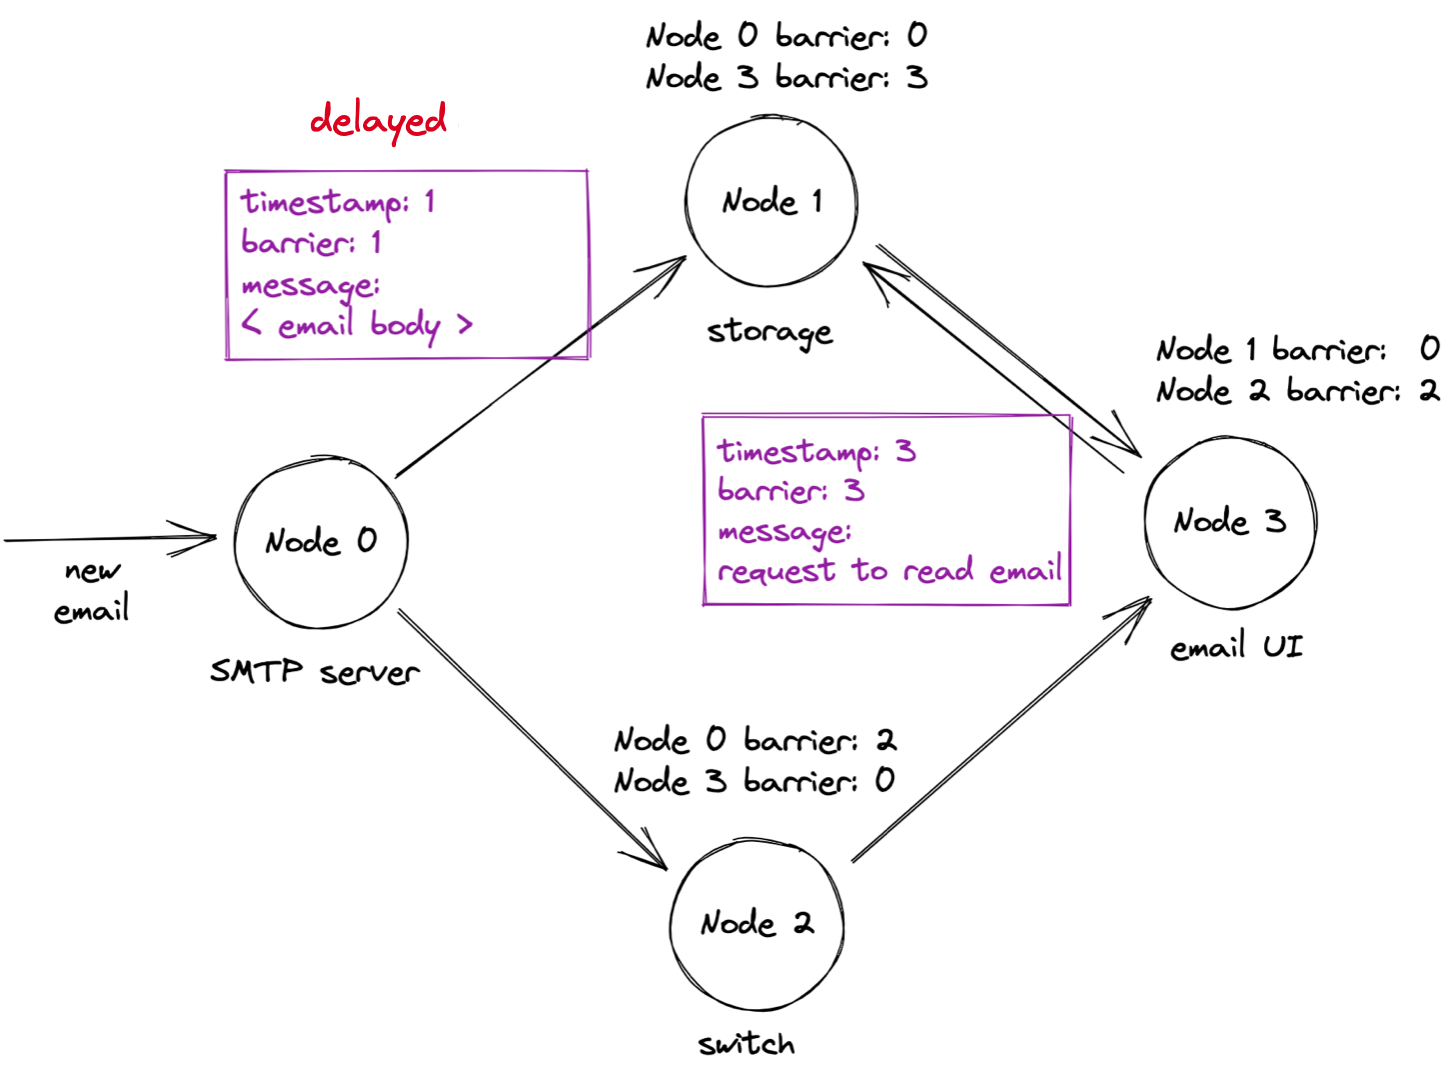 Node 0 barrier: 0
Node 3 barrier: 3
delayed
timestamp: 1
barrier: 1
message:
< email body >
Node 1
storage
Node 1 barrier: 0
Node 2 barrier: 2
timestamp: 3
barrier: 3
message:
request to read email
Node 3
email UI
Node 0
new
email
SMTP server
Node 0 barrier: 2
Node 3 barrier: 0
Node 2
switch